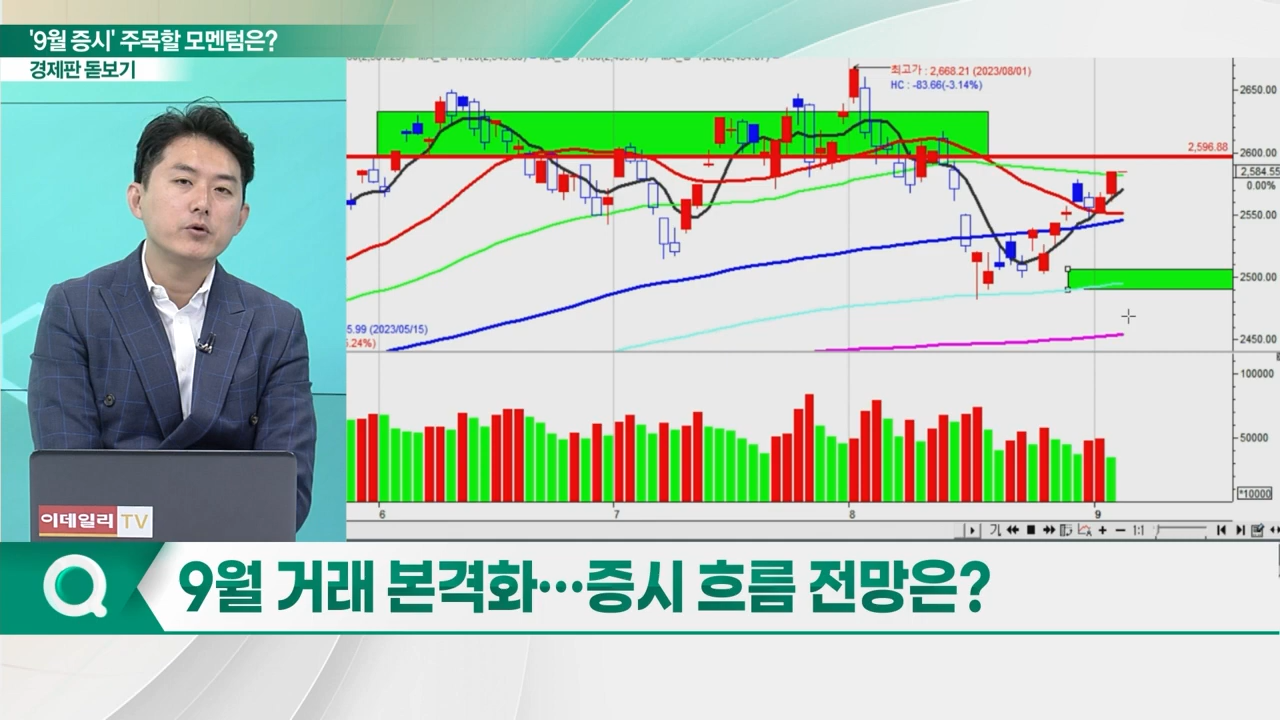 '9월 증시' 주목할 모멘텀은?
경제판 돋보기
최고가 : 2,668.21 (2023/08/01)
HC : -83.66(-3.14%)
2650.00
2,596.88
2600.00
2,584.55
0.00%
2550.00
2500.00
5.99 (2023/05/15)
.24%)
2450.00
100000
50000
*10000
6 7 8 9
1:1
이데일리 TV
9월 거래 본격화…증시 흐름 전망은?